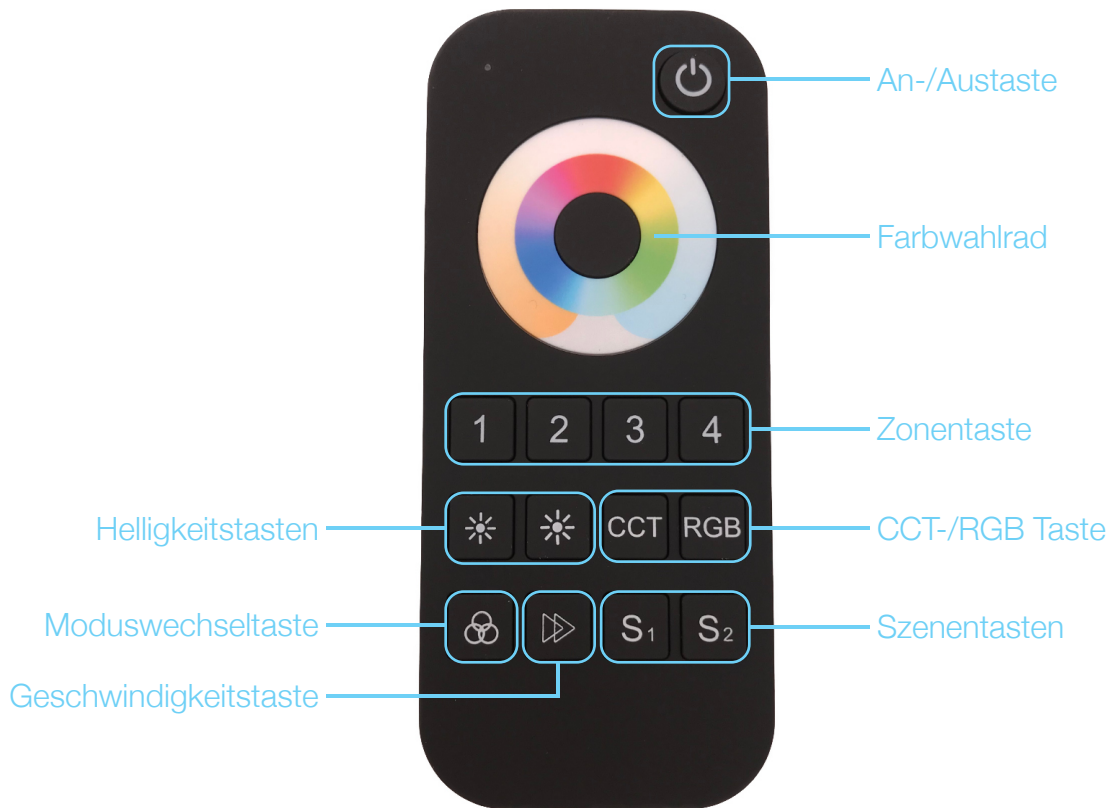 An-/Austaste
Farbwahlrad
1 2 3 4
Zonentaste
Helligkeitstasten
CCT RGB
CCT-/RGB Taste
Moduswechseltaste
S1 S2
Szenentasten
Geschwindigkeitstaste